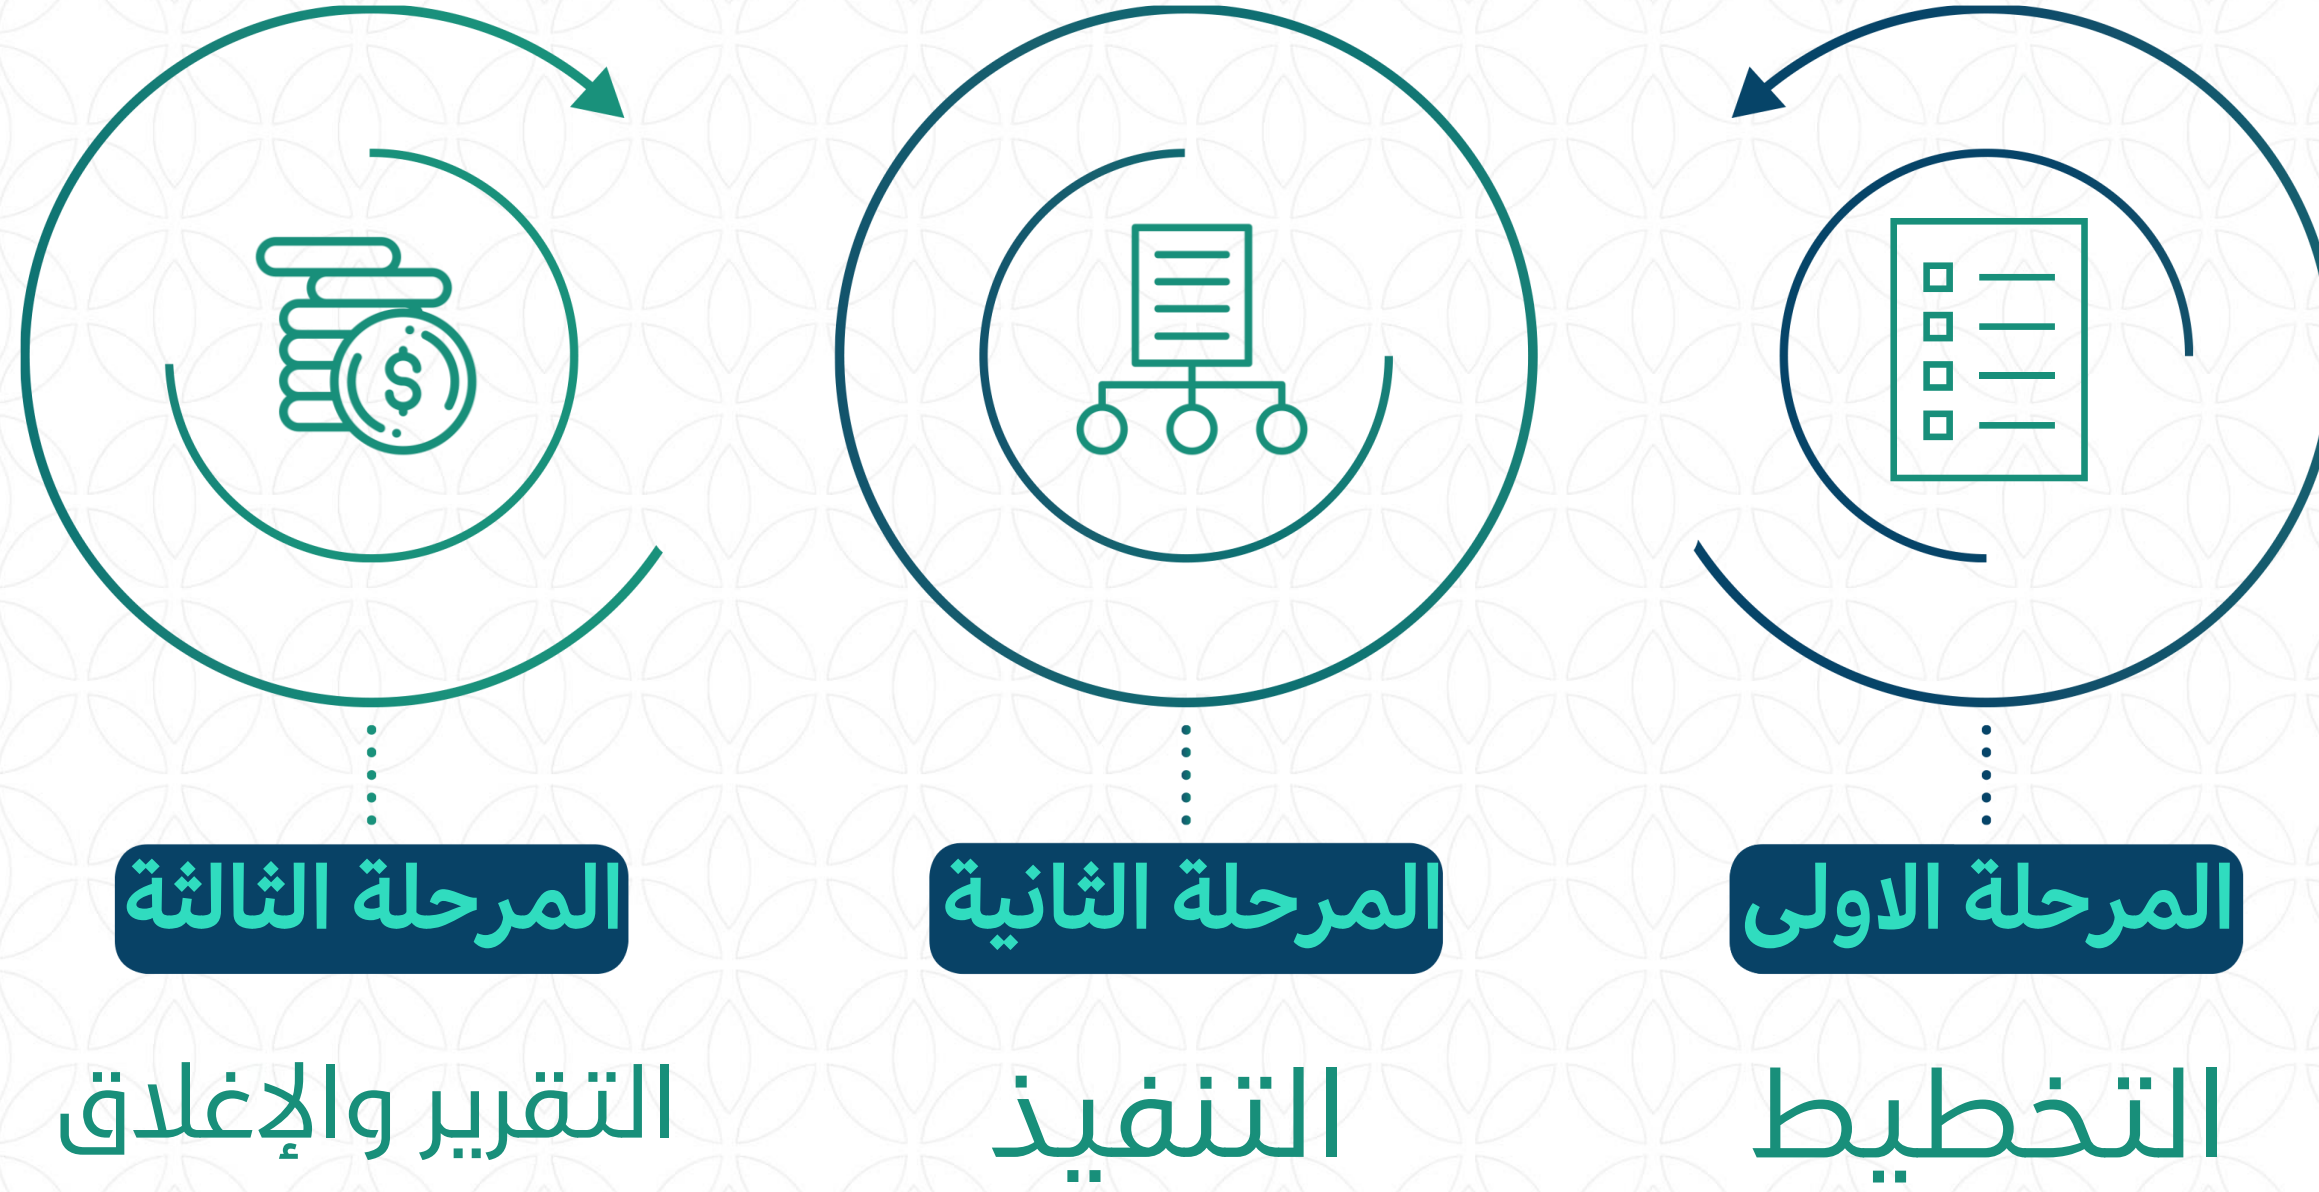 المرحلة الاولى
التخطيط
المرحلة الثانية
التنفيذ
المرحلة الثالثة
التقرير والإغلاق